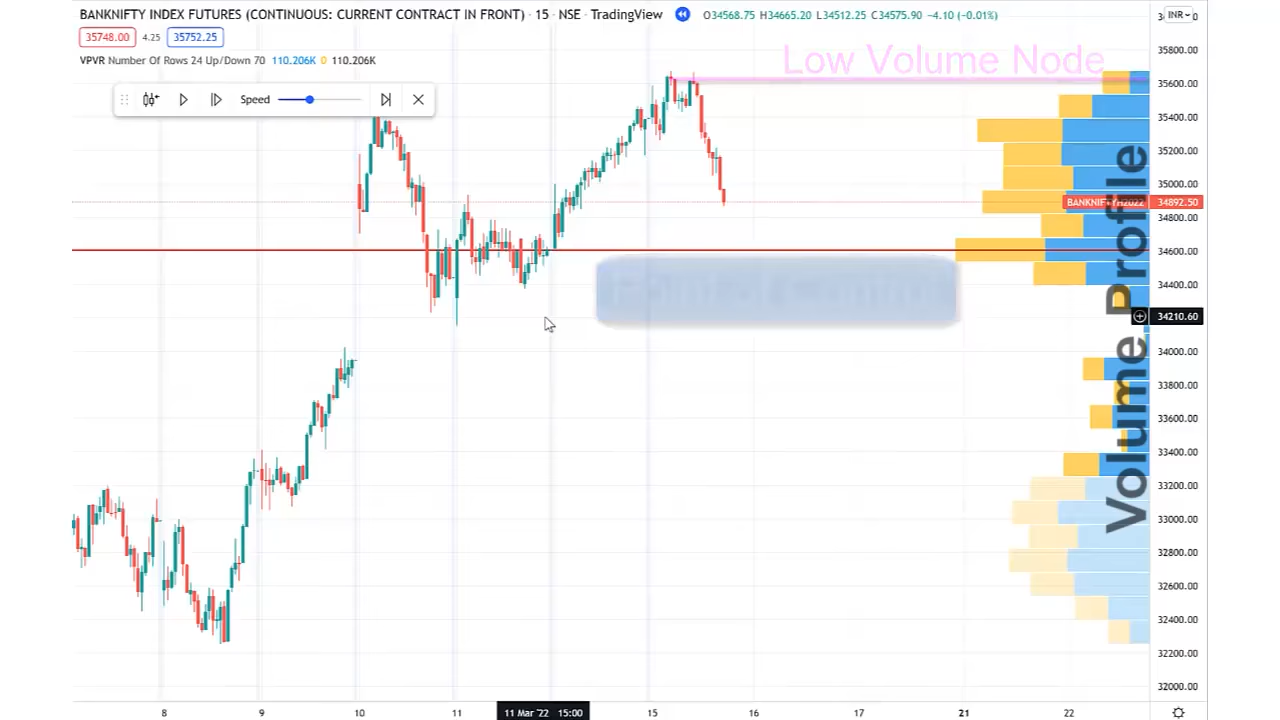 BANKNIFTY INDEX FUTURES (CONTINUOUS: CURRENT CONTRACT IN FRONT) · 15 · NSE · TradingView O34568.75 H34665.20 L34512.25 C34575.90 -4.10 (-0.01%)
INR
35748.00 4.25 35752.25
VPVR Number Of Rows 24 Up/Down 70 110.206K 0 110.206K
Speed
Low Volume Node
Volume Profile
35800.00
35600.00
35400.00
35200.00
35000.00
BANKNIFTYH2022 34892.50
34800.00
34600.00
34400.00
34210.60
34000.00
33800.00
33600.00
33400.00
33200.00
33000.00
32800.00
32600.00
32400.00
32200.00
32000.00
8 9 10 11 11 Mar '22 15:00 15 16 17 21 22